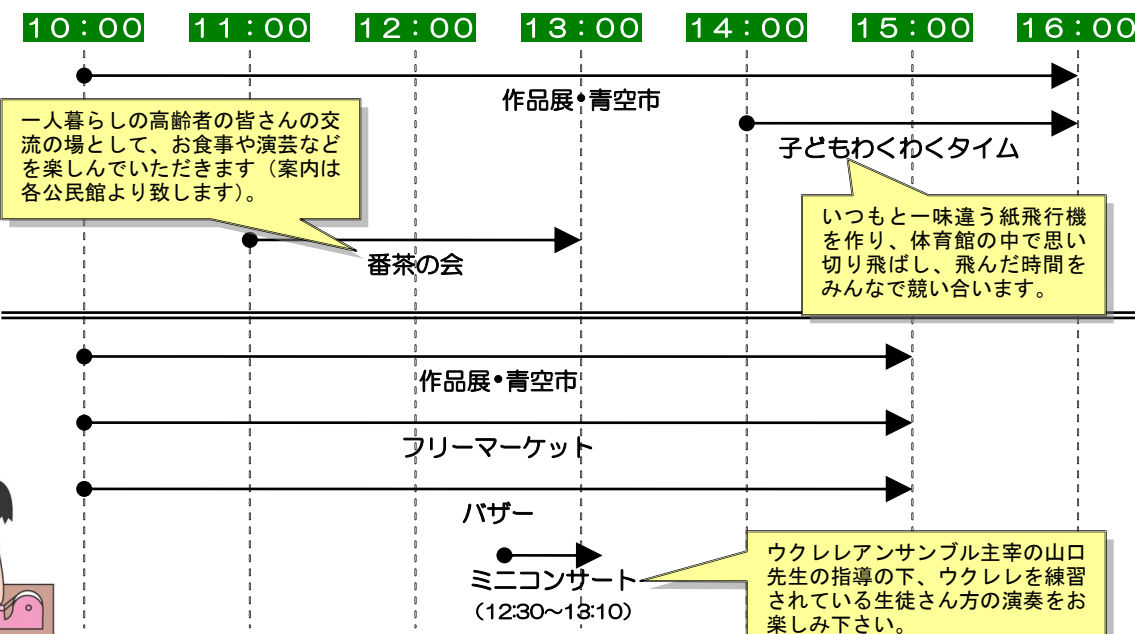 10:00 11:00 12:00 13:00 14:00 15:00 16:00
作品展・青空市
一人暮らしの高齢者の皆さんの交
流の場として、お食事や演芸など
を楽しんでいただきます（案内は
各公民館より致します）。
子どもわくわくタイム
いつもと一味違う紙飛行機
を作り、体育館の中で思い
切り飛ばし、飛んだ時間を
みんなで競い合います。
番茶の会
作品展・青空市
フリーマーケット
バザー
ミニコンサート
（12:30～13:10）
ウクレレアンサンブル主宰の山口
先生の指導の下、ウクレレを練習
されている生徒さん方の演奏をお
楽しみ下さい。